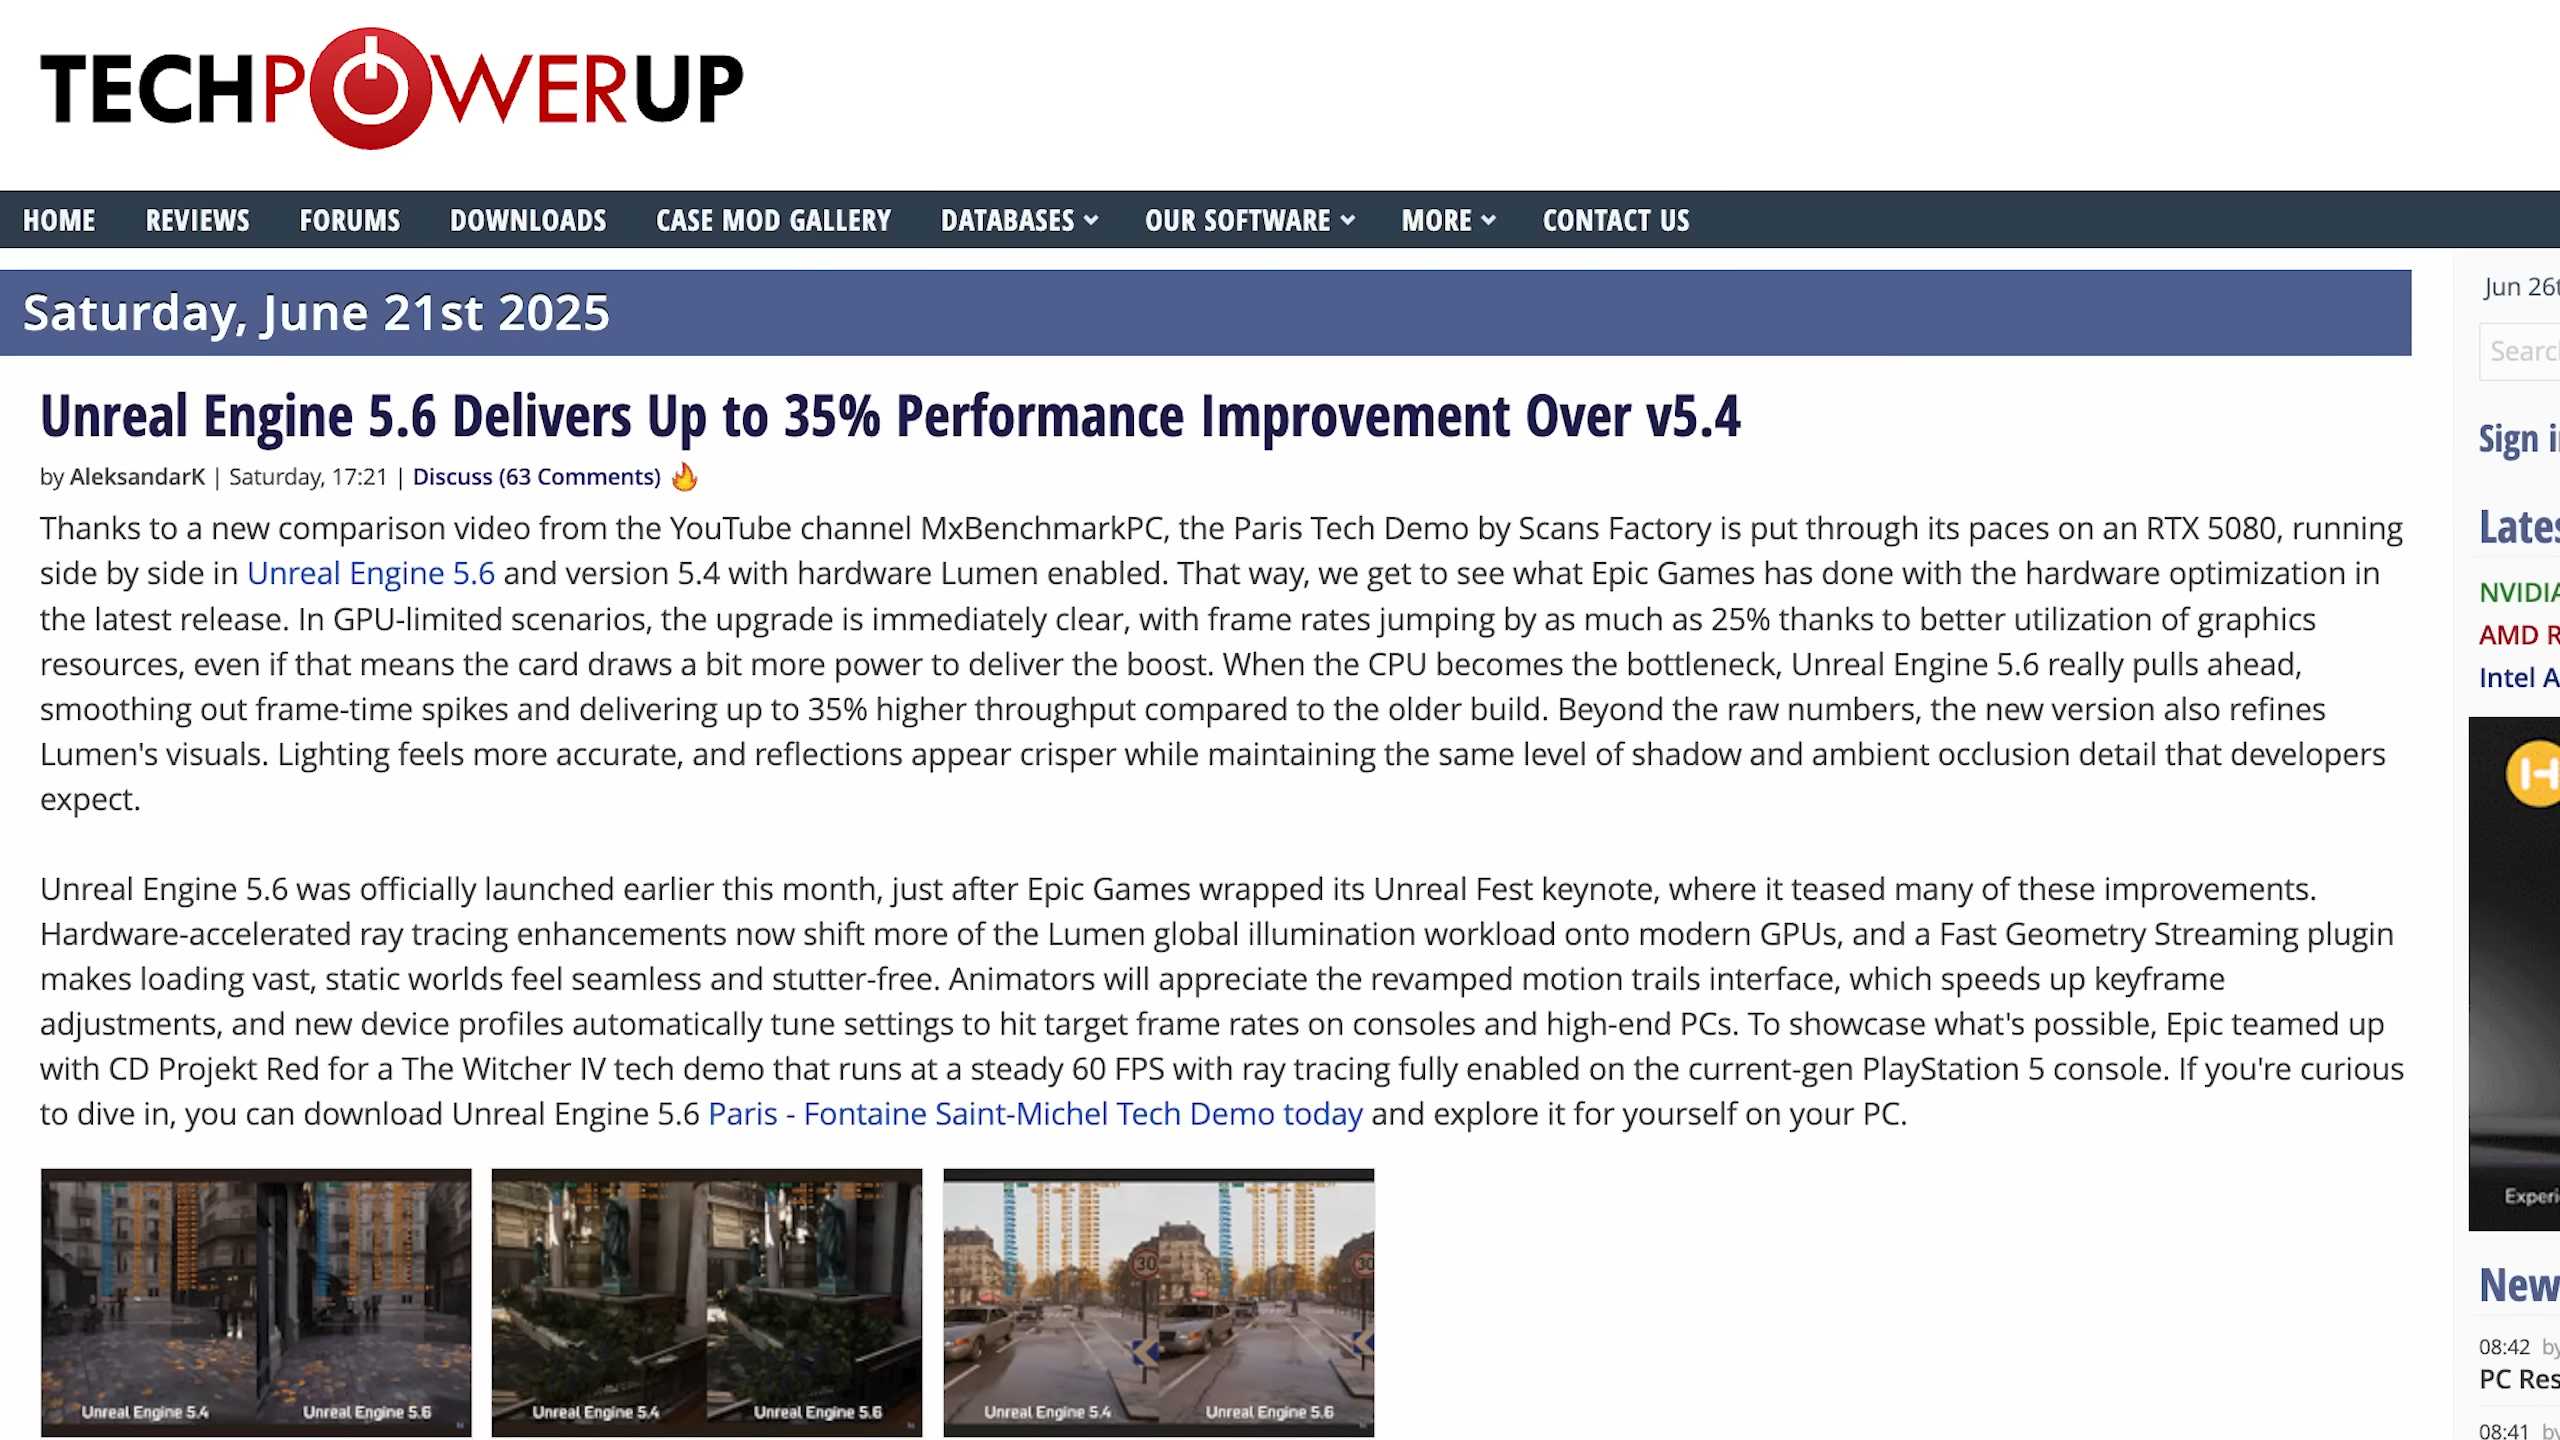 TECHPOWERUP
HOME REVIEWS FORUMS DOWNLOADS CASE MOD GALLERY DATABASES OUR SOFTWARE MORE CONTACT US
Saturday, June 21st 2025
Unreal Engine 5.6 Delivers Up to 35% Performance Improvement Over v5.4
by AleksandarK | Saturday, 17:21 | Discuss (63 Comments)
Thanks to a new comparison video from the YouTube channel MxBenchmarkPC, the Paris Tech Demo by Scans Factory is put through its paces on an RTX 5080, running
side by side in Unreal Engine 5.6 and version 5.4 with hardware Lumen enabled. That way, we get to see what Epic Games has done with the hardware optimization in
the latest release. In GPU-limited scenarios, the upgrade is immediately clear, with frame rates jumping by as much as 25% thanks to better utilization of graphics
resources, even if that means the card draws a bit more power to deliver the boost. When the CPU becomes the bottleneck, Unreal Engine 5.6 really pulls ahead,
smoothing out frame-time spikes and delivering up to 35% higher throughput compared to the older build. Beyond the raw numbers, the new version also refines
Lumen's visuals. Lighting feels more accurate, and reflections appear crisper while maintaining the same level of shadow and ambient occlusion detail that developers
expect.
Unreal Engine 5.6 was officially launched earlier this month, just after Epic Games wrapped its Unreal Fest keynote, where it teased many of these improvements.
Hardware-accelerated ray tracing enhancements now shift more of the Lumen global illumination workload onto modern GPUs, and a Fast Geometry Streaming plugin
makes loading vast, static worlds feel seamless and stutter-free. Animators will appreciate the revamped motion trails interface, which speeds up keyframe
adjustments, and new device profiles automatically tune settings to hit target frame rates on consoles and high-end PCs. To showcase what's possible, Epic teamed up
with CD Projekt Red for a The Witcher IV tech demo that runs at a steady 60 FPS with ray tracing fully enabled on the current-gen PlayStation 5 console. If you're curious
to dive in, you can download Unreal Engine 5.6 Paris - Fontaine Saint-Michel Tech Demo today and explore it for yourself on your PC.
Unreal Engine 5.4 Unreal Engine 5.6
Unreal Engine 5.4 Unreal Engine 5.6
30 30
Unreal Engine 5.4 Unreal Engine 5.6
Jun 26t
Searc
Sign i
Lates
NVIDIA
AMD R
Intel A
Experi
New
08:42 by
PC Res
08:41 by